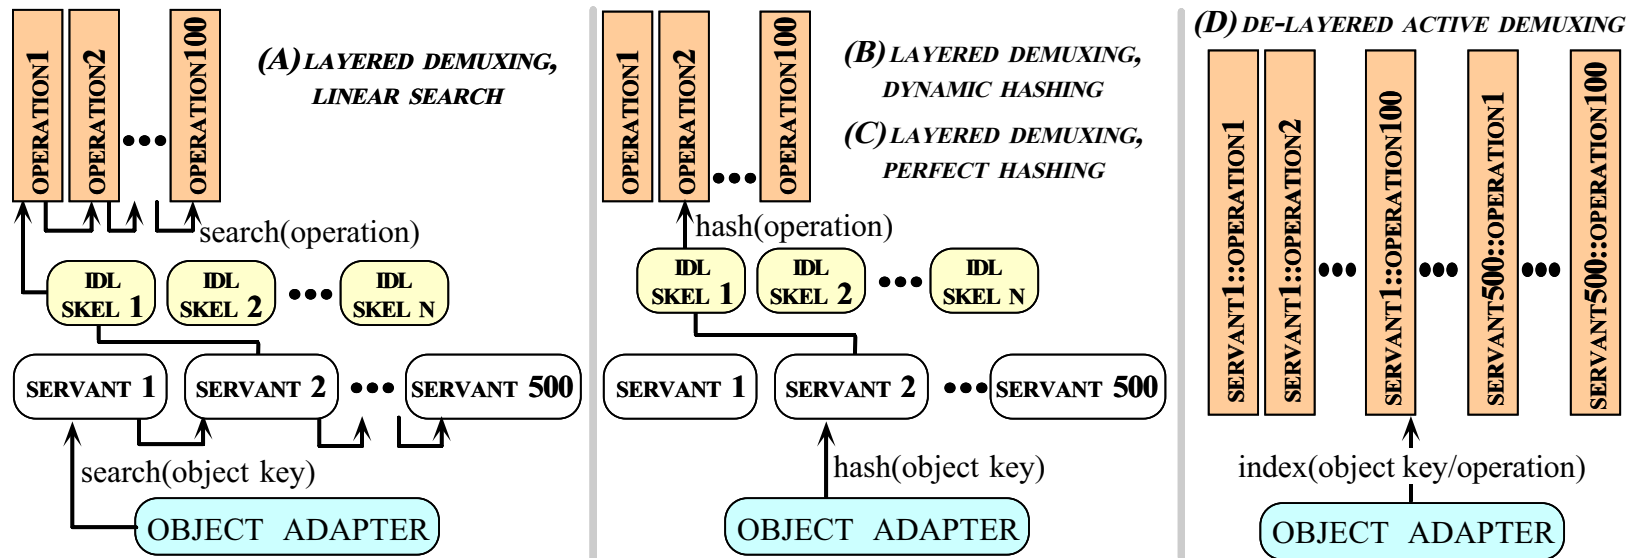 (A) LAYERED DEMUXING,
LINEAR SEARCH
OPERATION1
OPERATION2
OPERATION100
search(operation)
IDL
SKEL 1
IDL
SKEL 2
IDL
SKEL N
SERVANT 1
SERVANT 2
SERVANT 500
search(object key)
OBJECT ADAPTER
(B) LAYERED DEMUXING,
DYNAMIC HASHING
(C) LAYERED DEMUXING,
PERFECT HASHING
OPERATION1
OPERATION2
OPERATION100
hash(operation)
IDL
SKEL 1
IDL
SKEL 2
IDL
SKEL N
SERVANT 1
SERVANT 2
SERVANT 500
hash(object key)
OBJECT ADAPTER
(D) DE-LAYERED ACTIVE DEMUXING
SERVANT1::OPERATION1
SERVANT1::OPERATION2
SERVANT1::OPERATION100
SERVANT500::OPERATION1
SERVANT500::OPERATION100
index(object key/operation)
OBJECT ADAPTER